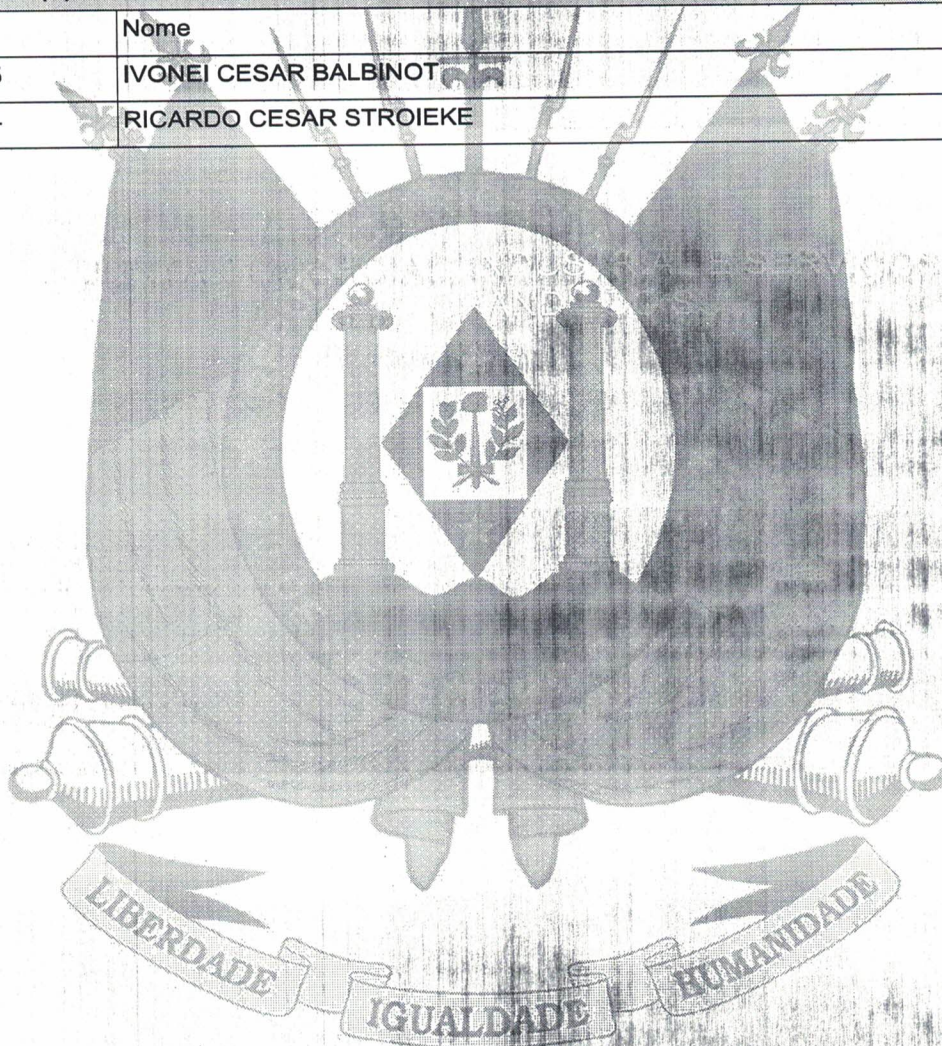 Nome
IVONEI CESAR BALBINOT
RICARDO CESAR STROIEKE
LIBERDADE
IGUALDADE
HUMANIDADE